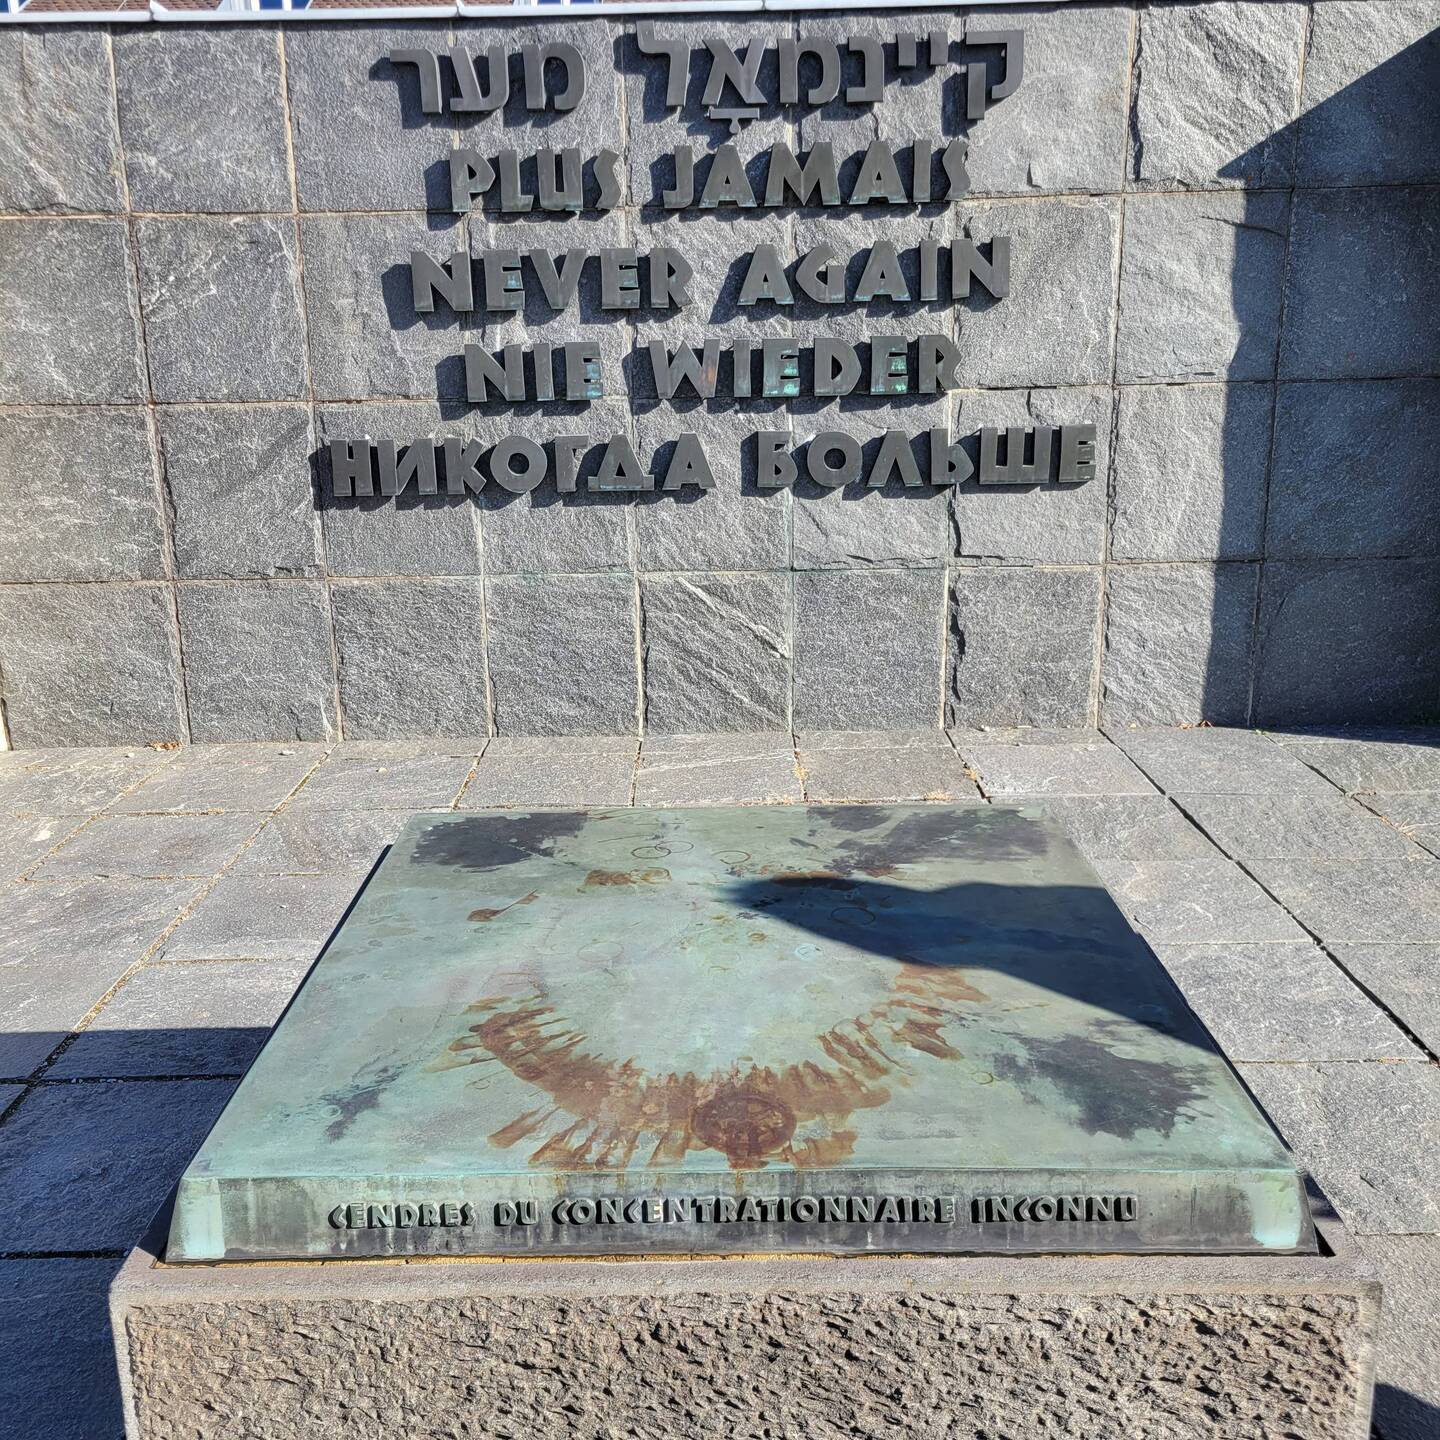 קיינמאָל מער
PLUS JAMAIS
NEVER AGAIN
NIE WIEDER
НИКОГДА БОЛЬШЕ
CENDRES DU CONCENTRATIONNAIRE INCONNU